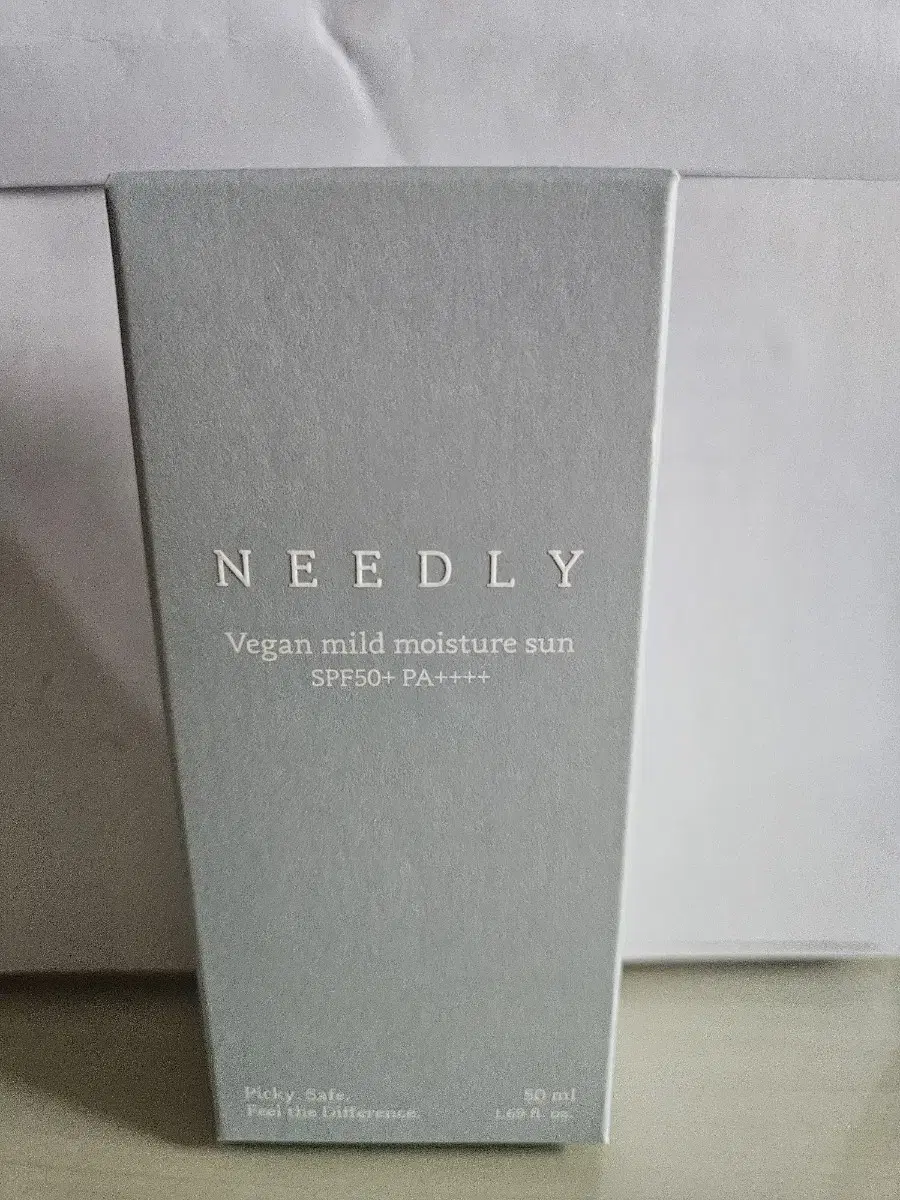 NEEDLY
Vegan mild moisture sun
SPF50+ PA++++
Picky. Safe.
Feel the Difference.
50 ml
1.69 fl. oz.